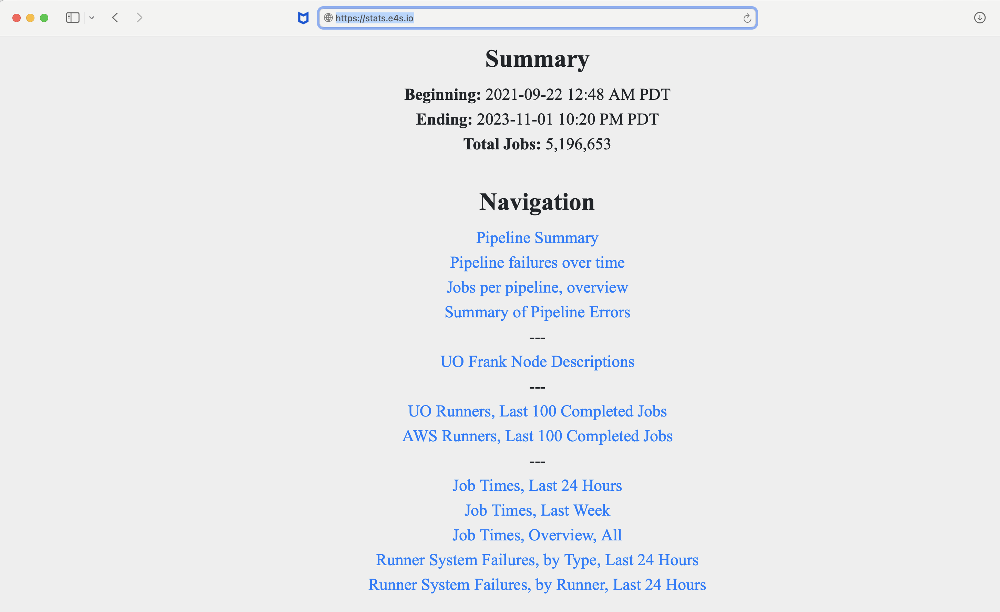 https://stats.e4s.io
Summary
Beginning: 2021-09-22 12:48 AM PDT
Ending: 2023-11-01 10:20 PM PDT
Total Jobs: 5,196,653
Navigation
Pipeline Summary
Pipeline failures over time
Jobs per pipeline, overview
Summary of Pipeline Errors
---
UO Frank Node Descriptions
---
UO Runners, Last 100 Completed Jobs
AWS Runners, Last 100 Completed Jobs
---
Job Times, Last 24 Hours
Job Times, Last Week
Job Times, Overview, All
Runner System Failures, by Type, Last 24 Hours
Runner System Failures, by Runner, Last 24 Hours